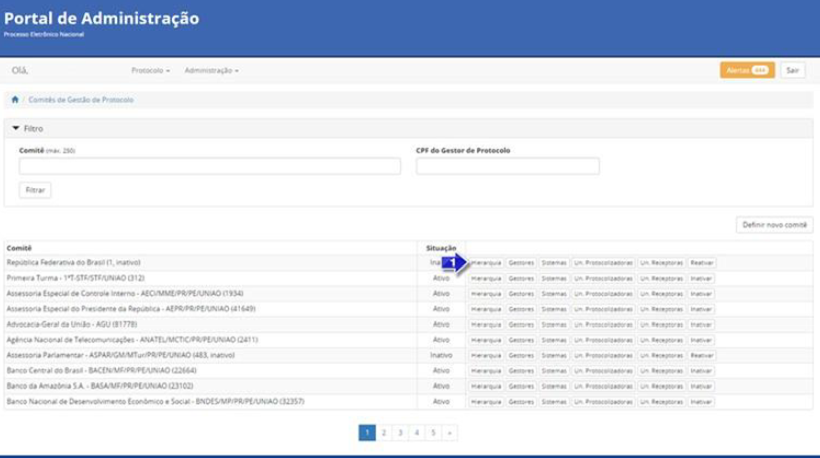 Portal de Administração
Processo Eletrônico Nacional
Olá, Protocolo Administração Alertas Sair
/ Comitês de Gestão de Protocolo
Filtro
Comitê (máx. 250) CPF do Gestor de Protocolo
Filtrar
Definir novo comitê
Comitê Situação
República Federativa do Brasil (1, inativo) 1 Hierarquia Gestores Sistemas Un. Protocolizadoras Un. Receptoras Reativar
Primeira Turma - 1ªT-STF/STF/UNIAO (312) Ativo Hierarquia Gestores Sistemas Un. Protocolizadoras Un. Receptoras Inativar
Assessoria Especial de Controle Interno - AECI/MME/PR/PE/UNIAO (1934) Ativo Hierarquia Gestores Sistemas Un. Protocolizadoras Un. Receptoras Inativar
Assessoria Especial do Presidente da República - AEPR/PR/PE/UNIAO (41649) Ativo Hierarquia Gestores Sistemas Un. Protocolizadoras Un. Receptoras Inativar
Advocacia-Geral da União - AGU (81778) Ativo Hierarquia Gestores Sistemas Un. Protocolizadoras Un. Receptoras Inativar
Agência Nacional de Telecomunicações - ANATEL/MCTIC/PR/PE/UNIAO (2411) Ativo Hierarquia Gestores Sistemas Un. Protocolizadoras Un. Receptoras Inativar
Assessoria Parlamentar - ASPAR/GM/MTur/PR/PE/UNIAO (483, inativo) Inativo Hierarquia Gestores Sistemas Un. Protocolizadoras Un. Receptoras Reativar
Banco Central do Brasil - BACEN/MF/PR/PE/UNIAO (22664) Ativo Hierarquia Gestores Sistemas Un. Protocolizadoras Un. Receptoras Inativar
Banco da Amazônia S.A. - BASA/MF/PR/PE/UNIAO (23102) Ativo Hierarquia Gestores Sistemas Un. Protocolizadoras Un. Receptoras Inativar
Banco Nacional de Desenvolvimento Econômico e Social - BNDES/MP/PR/PE/UNIAO (32357) Ativo Hierarquia Gestores Sistemas Un. Protocolizadoras Un. Receptoras Inativar
1 2 3 4 5 »